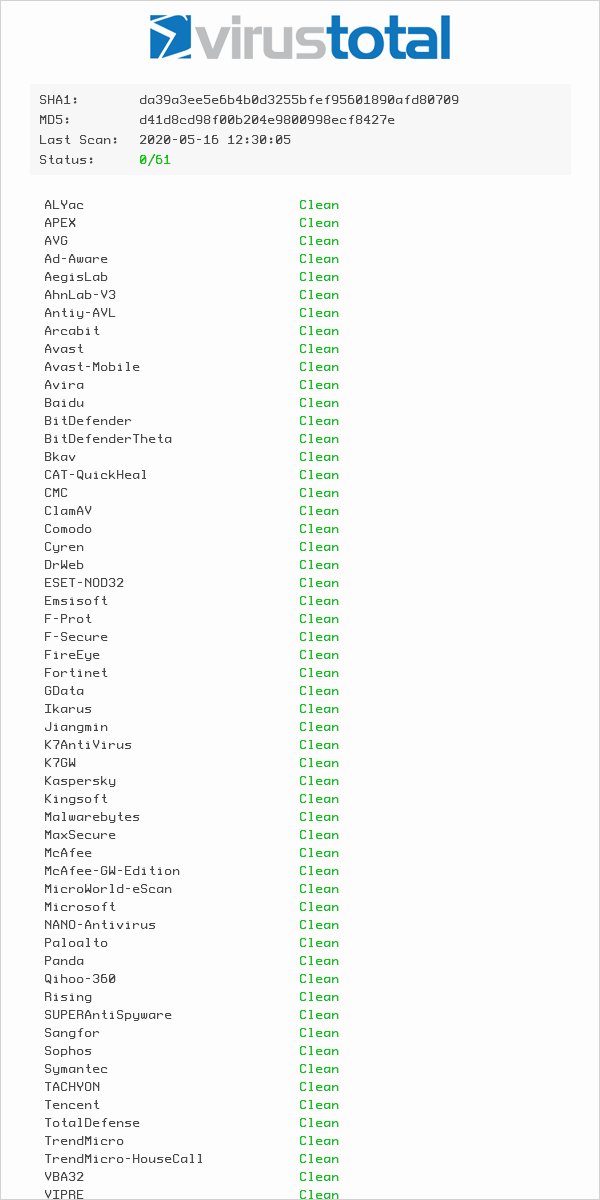 virustotal
SHA1: da39a3ee5e6b4b0d3255bfef95601890afd80709
MD5: d41d8cd98f00b204e9800998ecf8427e
Last Scan: 2020-05-16 12:30:05
Status: 0/61
ALYac Clean
APEX Clean
AVG Clean
Ad-Aware Clean
AegisLab Clean
AhnLab-V3 Clean
Antiy-AVL Clean
Arcabit Clean
Avast Clean
Avast-Mobile Clean
Avira Clean
Baidu Clean
BitDefender Clean
BitDefenderTheta Clean
Bkav Clean
CAT-QuickHeal Clean
CMC Clean
ClamAV Clean
Comodo Clean
Cyren Clean
DrWeb Clean
ESET-NOD32 Clean
Emsisoft Clean
F-Prot Clean
F-Secure Clean
FireEye Clean
Fortinet Clean
GData Clean
Ikarus Clean
Jiangmin Clean
K7AntiVirus Clean
K7GW Clean
Kaspersky Clean
Kingsoft Clean
Malwarebytes Clean
MaxSecure Clean
McAfee Clean
McAfee-GW-Edition Clean
MicroWorld-eScan Clean
Microsoft Clean
NANO-Antivirus Clean
Paloalto Clean
Panda Clean
Qihoo-360 Clean
Rising Clean
SUPERAntiSpyware Clean
Sangfor Clean
Sophos Clean
Symantec Clean
TACHYON Clean
Tencent Clean
TotalDefense Clean
TrendMicro Clean
TrendMicro-HouseCall Clean
VBA32 Clean
VIPRE Clean